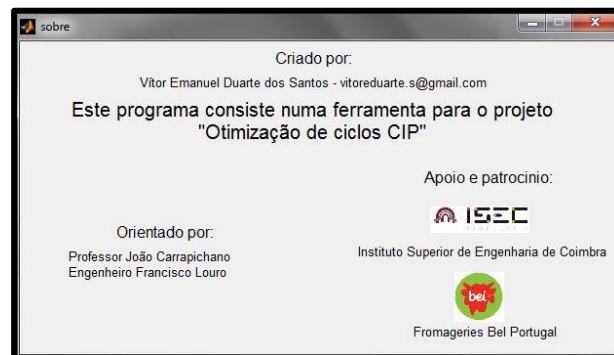 sobre
Criado por:
Vítor Emanuel Duarte dos Santos - vitoreduarte.s@gmail.com
Este programa consiste numa ferramenta para o projeto
"Otimização de ciclos CIP"
Apoio e patrocinio:
ISEC
Orientado por:
Professor João Carrapichano
Engenheiro Francisco Louro
Instituto Superior de Engenharia de Coimbra
bel
Fromageries Bel Portugal